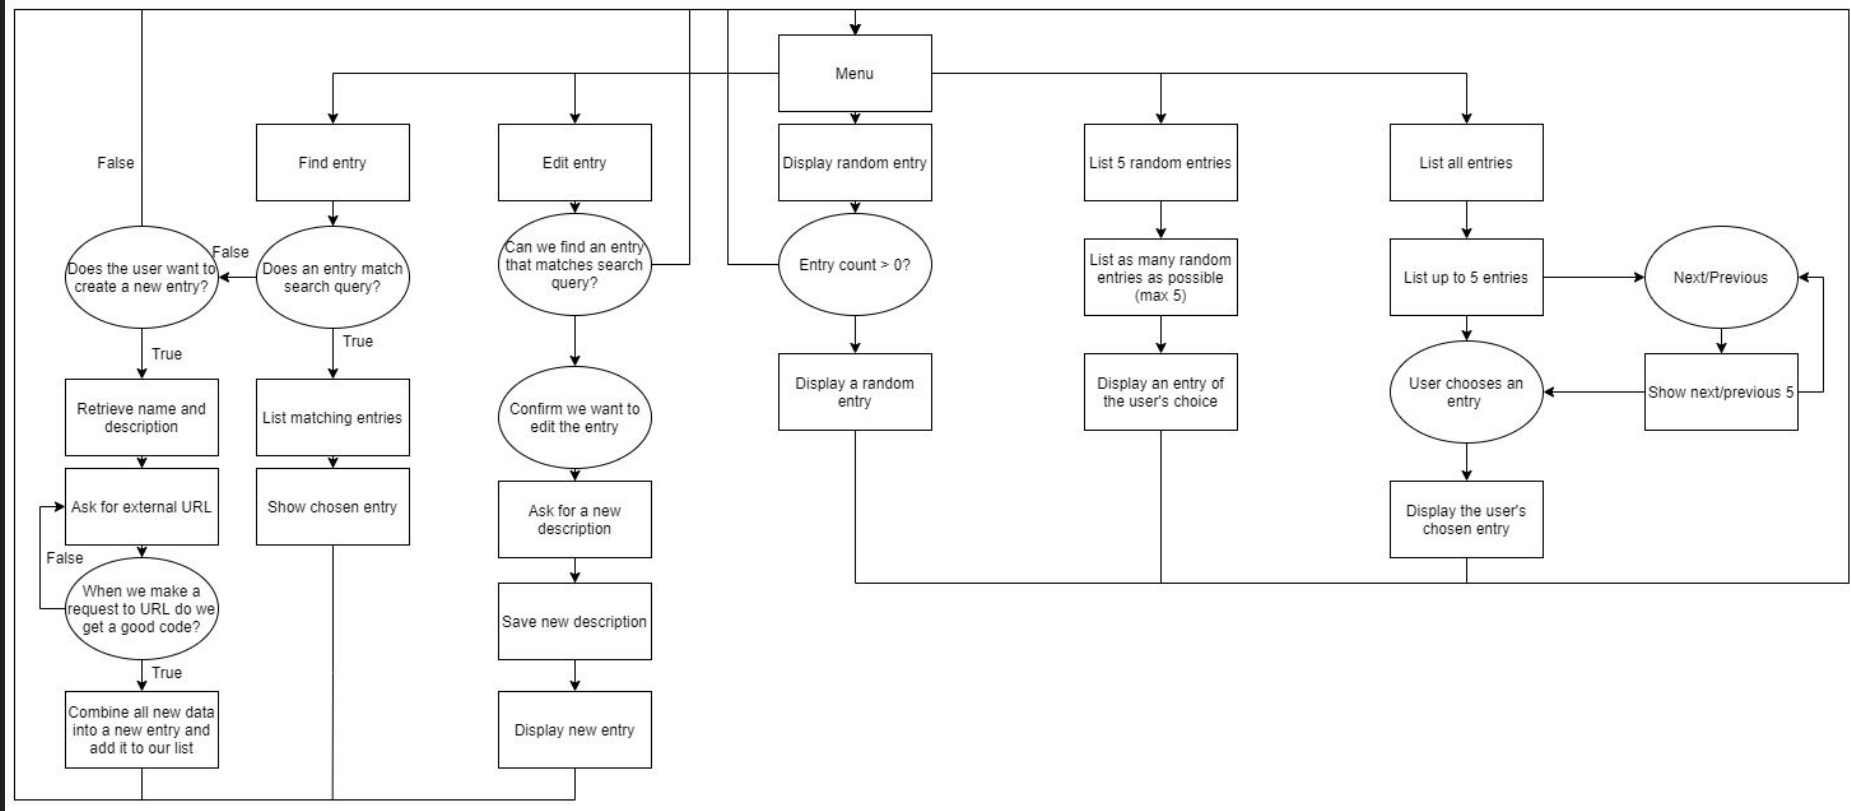 Menu
False
Find entry
Edit entry
Display random entry
List 5 random entries
List all entries
Does the user want to
create a new entry?
False
Does an entry match
search query?
Can we find an entry
that matches search
query?
Entry count > 0?
List as many random
entries as possible
(max 5)
List up to 5 entries
Next/Previous
True
True
Retrieve name and
description
List matching entries
Confirm we want to
edit the entry
Display a random
entry
Display an entry of
the user's choice
User chooses an
entry
Show next/previous 5
Ask for external URL
Show chosen entry
Ask for a new
description
Display the user's
chosen entry
False
When we make a
request to URL do we
get a good code?
Save new description
True
Combine all new data
into a new entry and
add it to our list
Display new entry